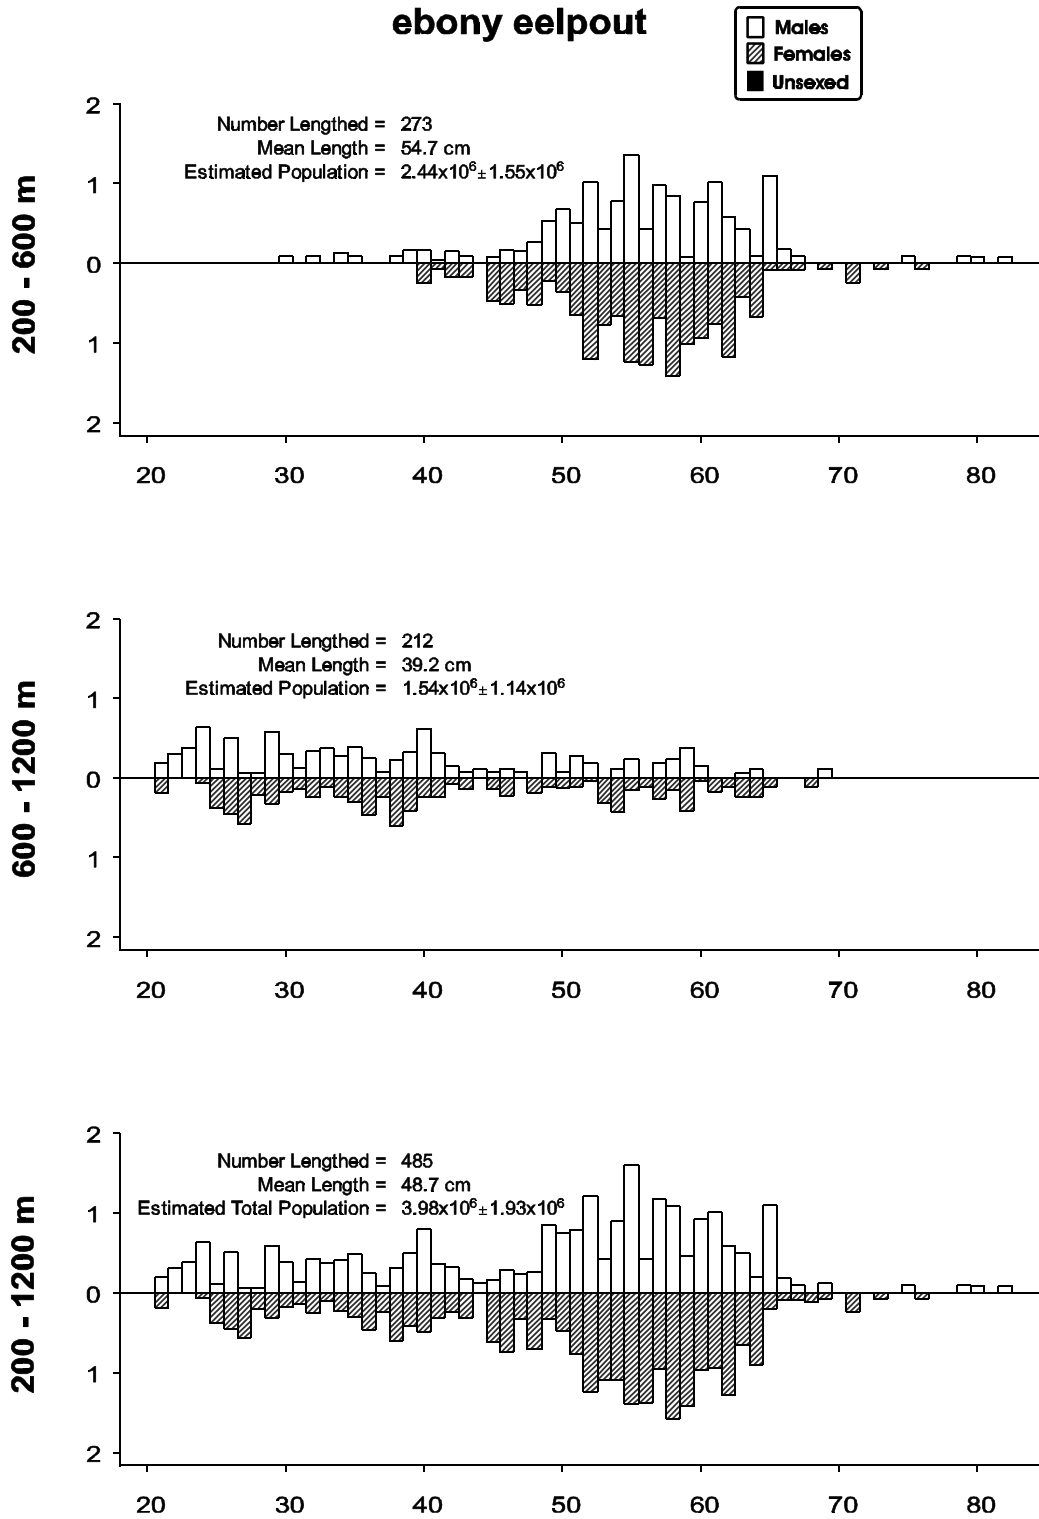 ebony eelpout
Males
Females
Unsexed
200 - 600 m
Number Lengthed = 273
Mean Length = 54.7 cm
Estimated Population = 2.44x10⁶±1.55x10⁶
2
1
0
1
2
20 30 40 50 60 70 80
600 - 1200 m
Number Lengthed = 212
Mean Length = 39.2 cm
Estimated Population = 1.54x10⁶±1.14x10⁶
2
1
0
1
2
20 30 40 50 60 70 80
200 - 1200 m
Number Lengthed = 485
Mean Length = 48.7 cm
Estimated Total Population = 3.98x10⁶±1.93x10⁶
2
1
0
1
2
20 30 40 50 60 70 80